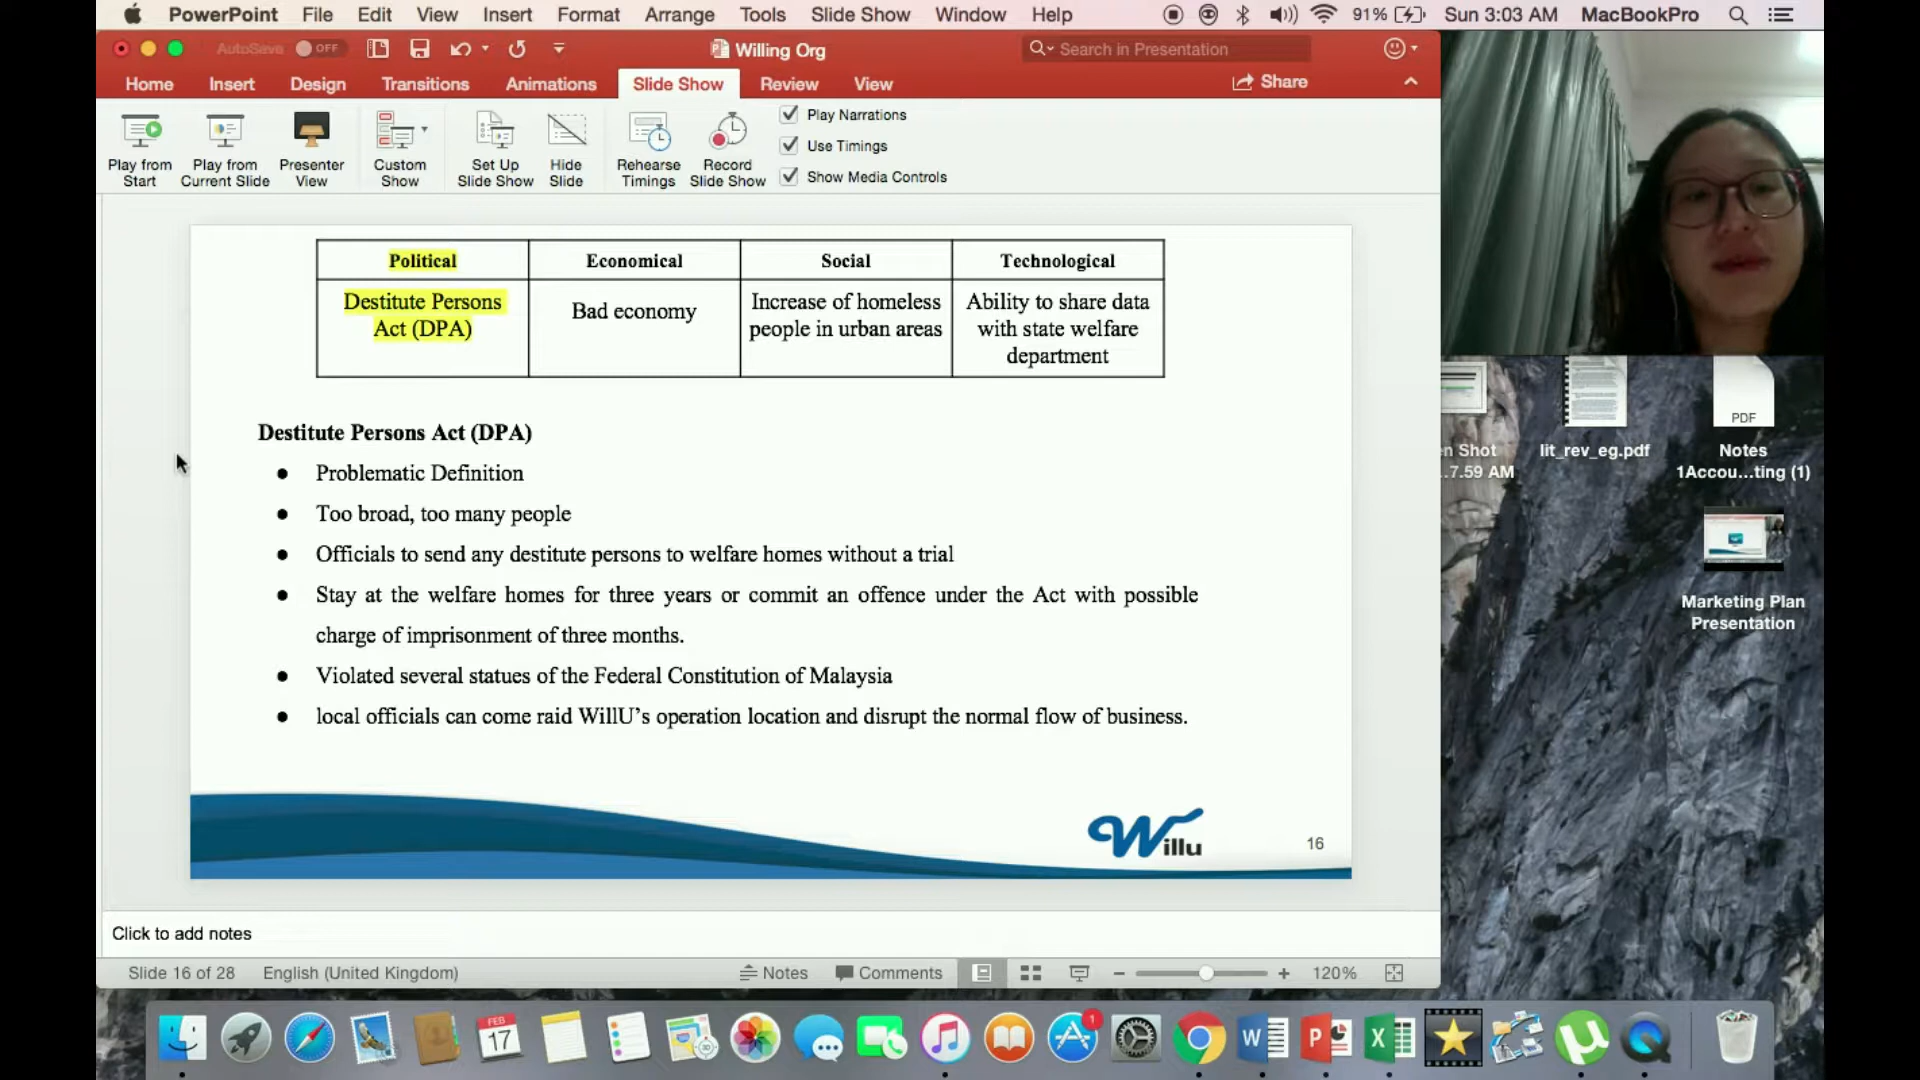 PowerPoint File Edit View Insert Format Arrange Tools Slide Show Window Help 91% Sun 3:03 AM MacBookPro
AutoSave OFF Willing Org Search in Presentation
Home Insert Design Transitions Animations Slide Show Review View Share
Play from Start
Play from Current Slide
Presenter View
Custom Show
Set Up Slide Show
Hide Slide
Rehearse Timings
Record Slide Show
Play Narrations
Use Timings
Show Media Controls
Political Economical Social Technological
Destitute Persons
Act (DPA)
Bad economy
Increase of homeless
people in urban areas
Ability to share data
with state welfare
department
Destitute Persons Act (DPA)
● Problematic Definition
● Too broad, too many people
● Officials to send any destitute persons to welfare homes without a trial
● Stay at the welfare homes for three years or commit an offence under the Act with possible
charge of imprisonment of three months.
● Violated several statues of the Federal Constitution of Malaysia
● local officials can come raid WillU’s operation location and disrupt the normal flow of business.
Willu
16
Click to add notes
Slide 16 of 28 English (United Kingdom) Notes Comments 120%
n Shot
...7.59 AM
lit_rev_eg.pdf
PDF
Notes
1Accou...ting (1)
Marketing Plan
Presentation
FEB
17
1